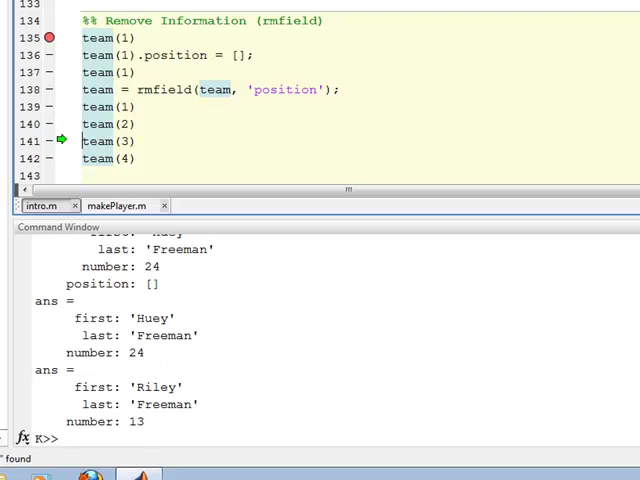 133
134 %% Remove Information (rmfield)
135 team(1)
136 team(1).position = [];
137 team(1)
138 team = rmfield(team, 'position');
139 team(1)
140 team(2)
141 team(3)
142 team(4)
143
intro.m × makePlayer.m ×
Command Window
first: 'Huey'
last: 'Freeman'
number: 24
position: []
ans =
first: 'Huey'
last: 'Freeman'
number: 24
ans =
first: 'Riley'
last: 'Freeman'
number: 13
fx K>>
" found